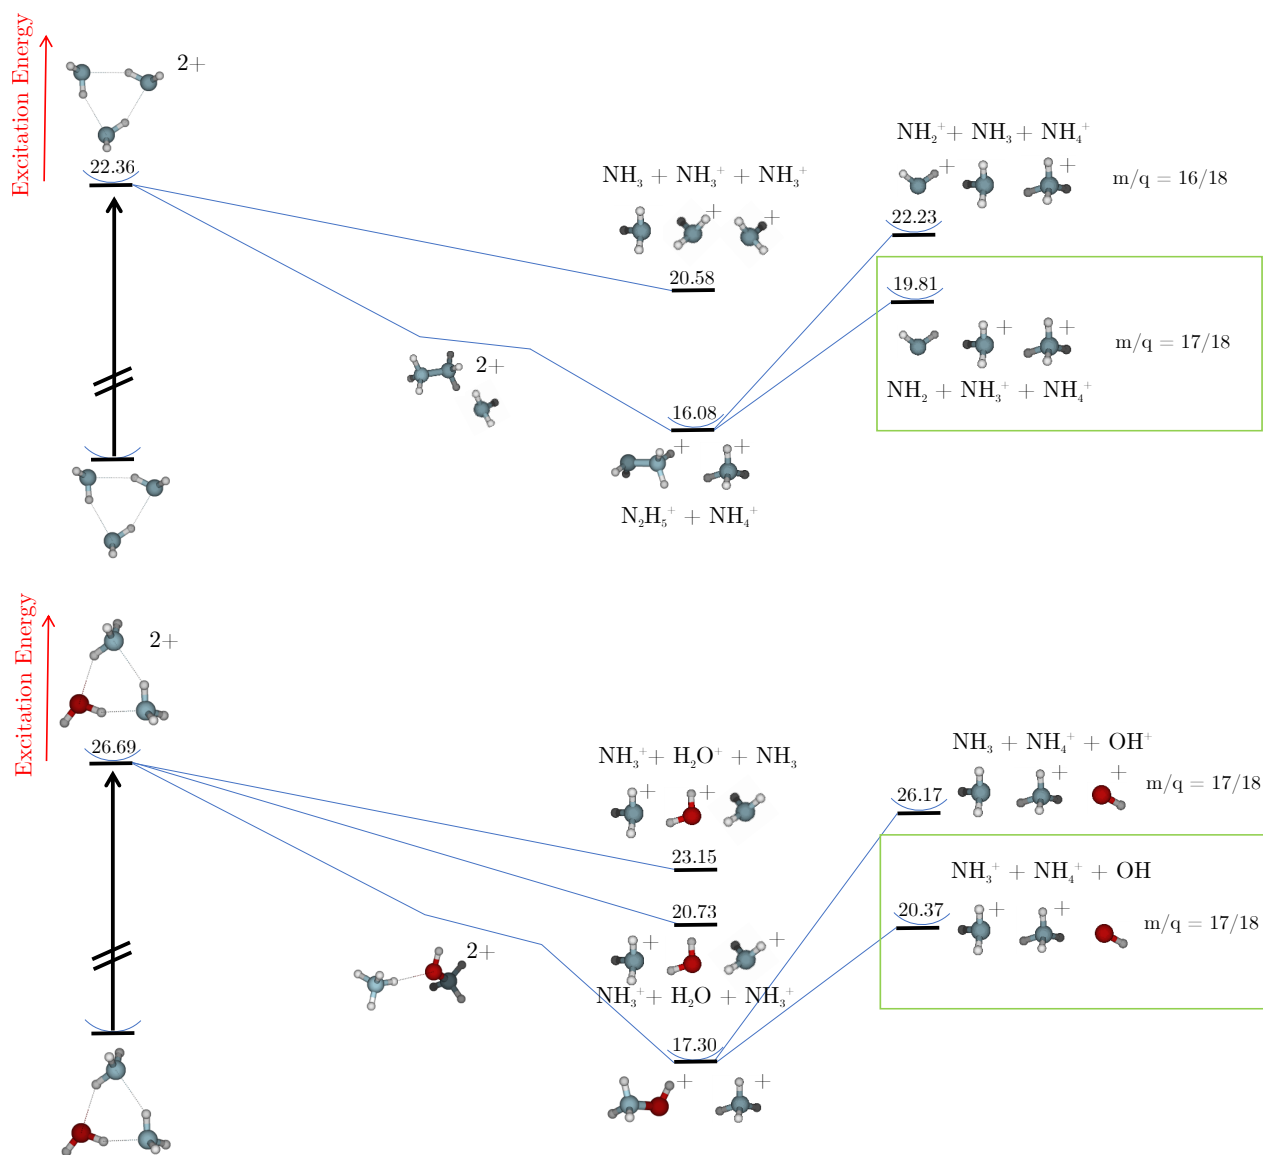 Excitation Energy
2+
22.36
NH₃ + NH₃⁺ + NH₃⁺
+ +
20.58
NH₂⁺ + NH₃ + NH₄⁺
+ +
m/q = 16/18
22.23
19.81
+ +
m/q = 17/18
NH₂ + NH₃⁺ + NH₄⁺
2+
16.08
+ +
N₂H₅⁺ + NH₄⁺
Excitation Energy
2+
26.69
NH₃⁺ + H₂O⁺ + NH₃
+ +
23.15
20.73
+ +
NH₃⁺ + H₂O + NH₃⁺
2+
17.30
+ +
NH₃ + NH₄⁺ + OH⁺
+ +
m/q = 17/18
26.17
NH₃⁺ + NH₄⁺ + OH
20.37
+ +
m/q = 17/18